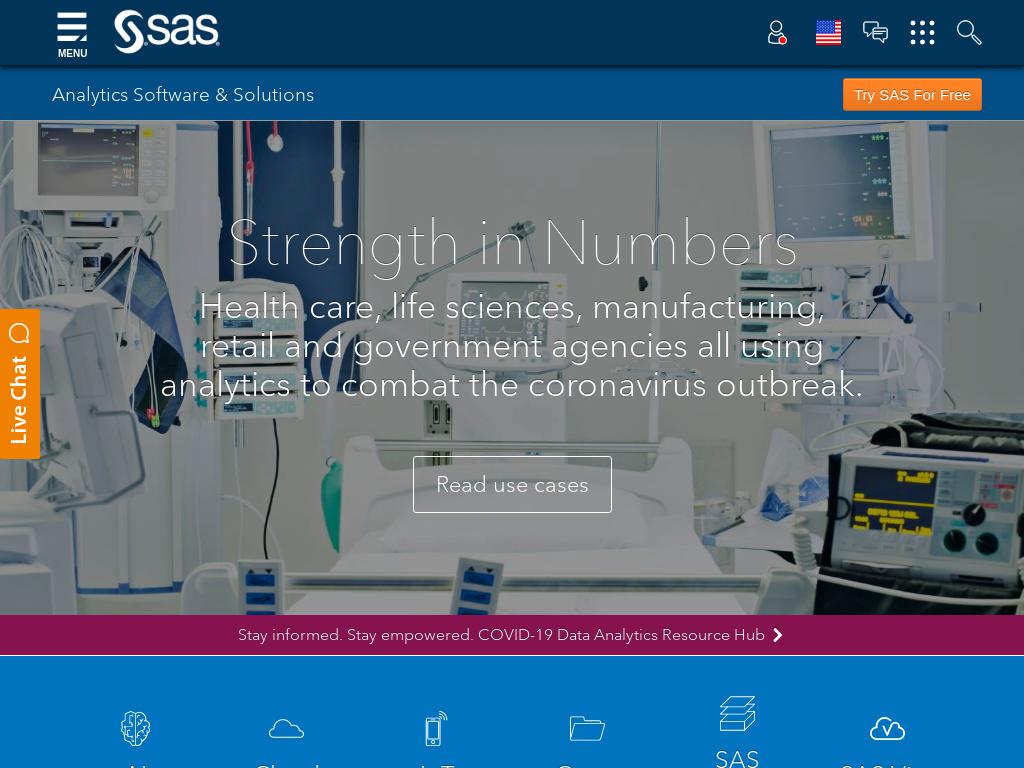 MENU
sas
Analytics Software & Solutions
Try SAS For Free
Strength in Numbers
Health care, life sciences, manufacturing,
retail and government agencies all using
analytics to combat the coronavirus outbreak.
Live Chat
Read use cases
Stay informed. Stay empowered. COVID-19 Data Analytics Resource Hub
SAS